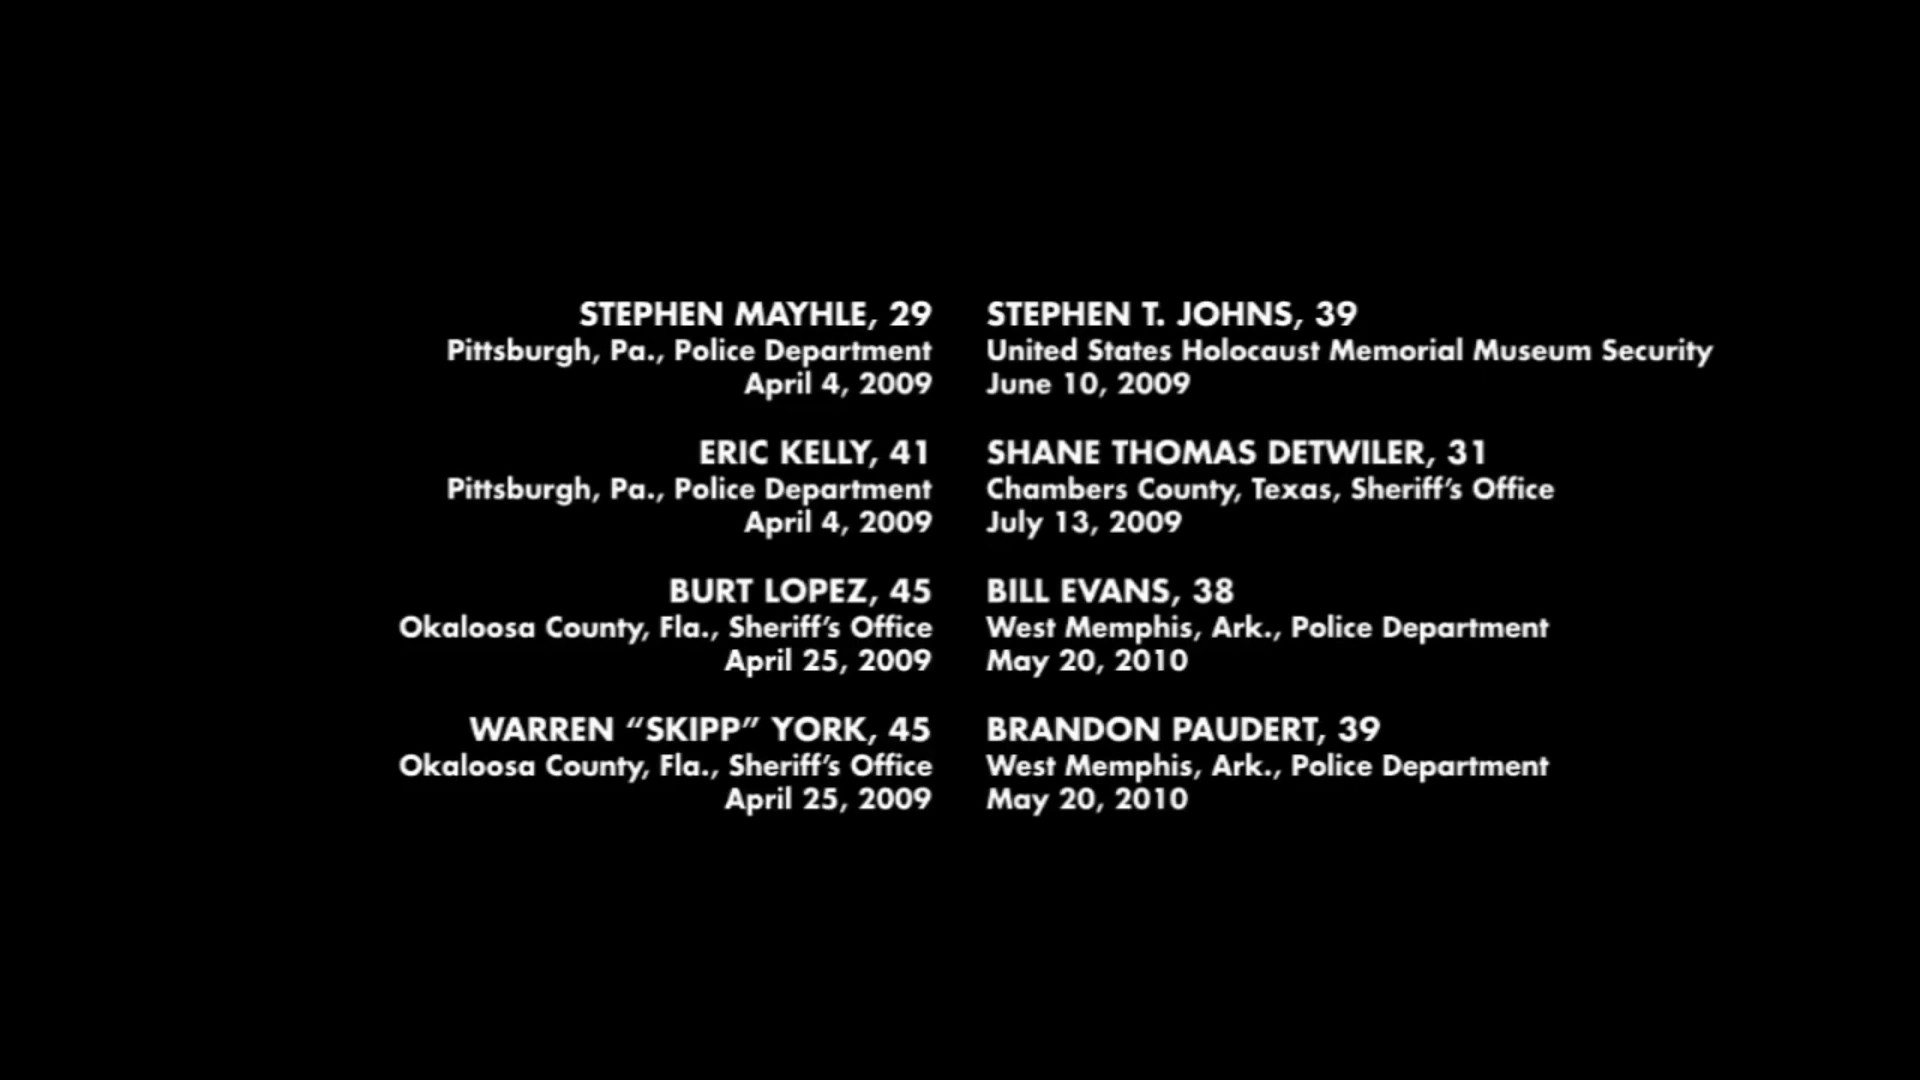 STEPHEN MAYHLE, 29
Pittsburgh, Pa., Police Department
April 4, 2009
ERIC KELLY, 41
Pittsburgh, Pa., Police Department
April 4, 2009
BURT LOPEZ, 45
Okaloosa County, Fla., Sheriff’s Office
April 25, 2009
WARREN “SKIPP” YORK, 45
Okaloosa County, Fla., Sheriff’s Office
April 25, 2009
STEPHEN T. JOHNS, 39
United States Holocaust Memorial Museum Security
June 10, 2009
SHANE THOMAS DETWILER, 31
Chambers County, Texas, Sheriff’s Office
July 13, 2009
BILL EVANS, 38
West Memphis, Ark., Police Department
May 20, 2010
BRANDON PAUDERT, 39
West Memphis, Ark., Police Department
May 20, 2010